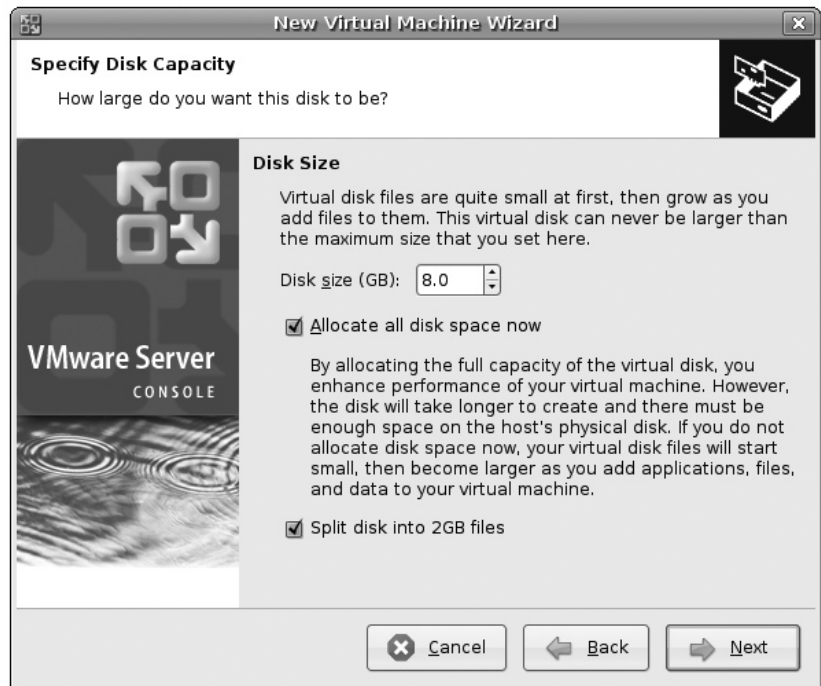 New Virtual Machine Wizard
Specify Disk Capacity
How large do you want this disk to be?
Disk Size
Virtual disk files are quite small at first, then grow as you
add files to them. This virtual disk can never be larger than
the maximum size that you set here.
Disk size (GB): 8.0
Allocate all disk space now
By allocating the full capacity of the virtual disk, you
enhance performance of your virtual machine. However,
the disk will take longer to create and there must be
enough space on the host's physical disk. If you do not
allocate disk space now, your virtual disk files will start
small, then become larger as you add applications, files,
and data to your virtual machine.
Split disk into 2GB files
VMware Server
CONSOLE
Cancel
Back
Next